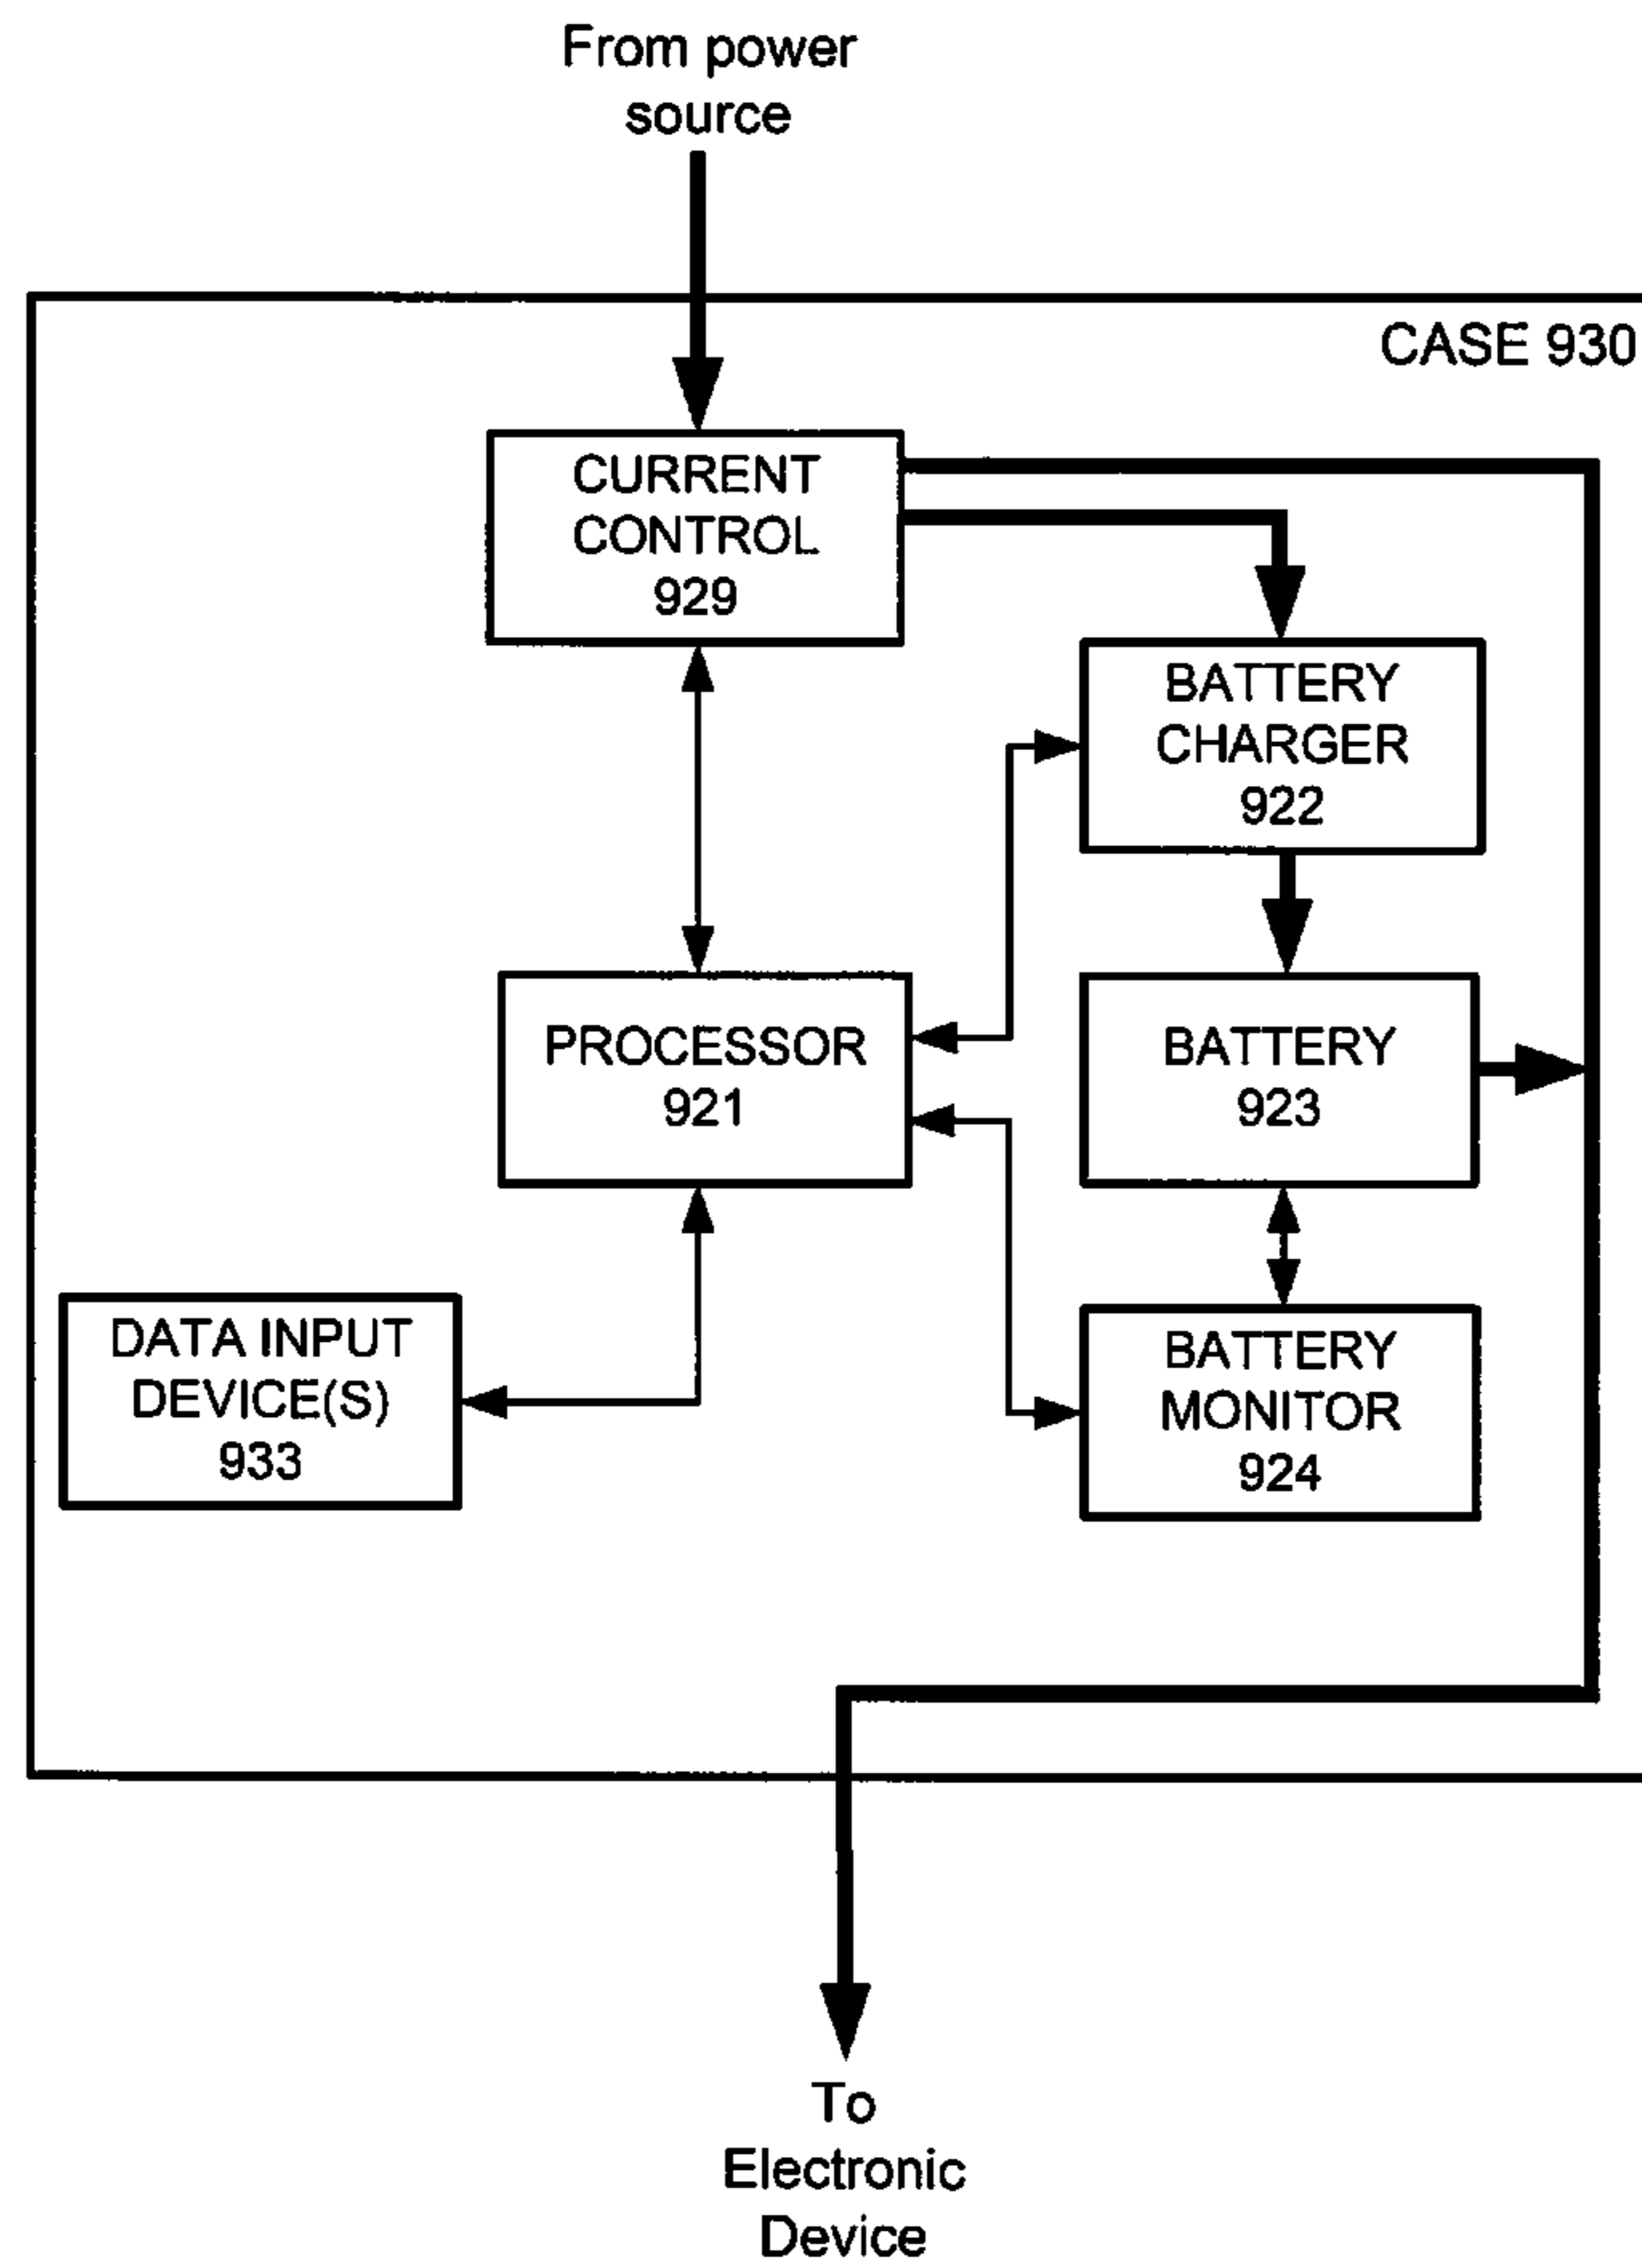 From power
source
CASE 930
CURRENT
CONTROL
929
BATTERY
CHARGER
922
PROCESSOR
921
BATTERY
923
DATA INPUT
DEVICE(S)
933
BATTERY
MONITOR
924
To
Electronic
Device